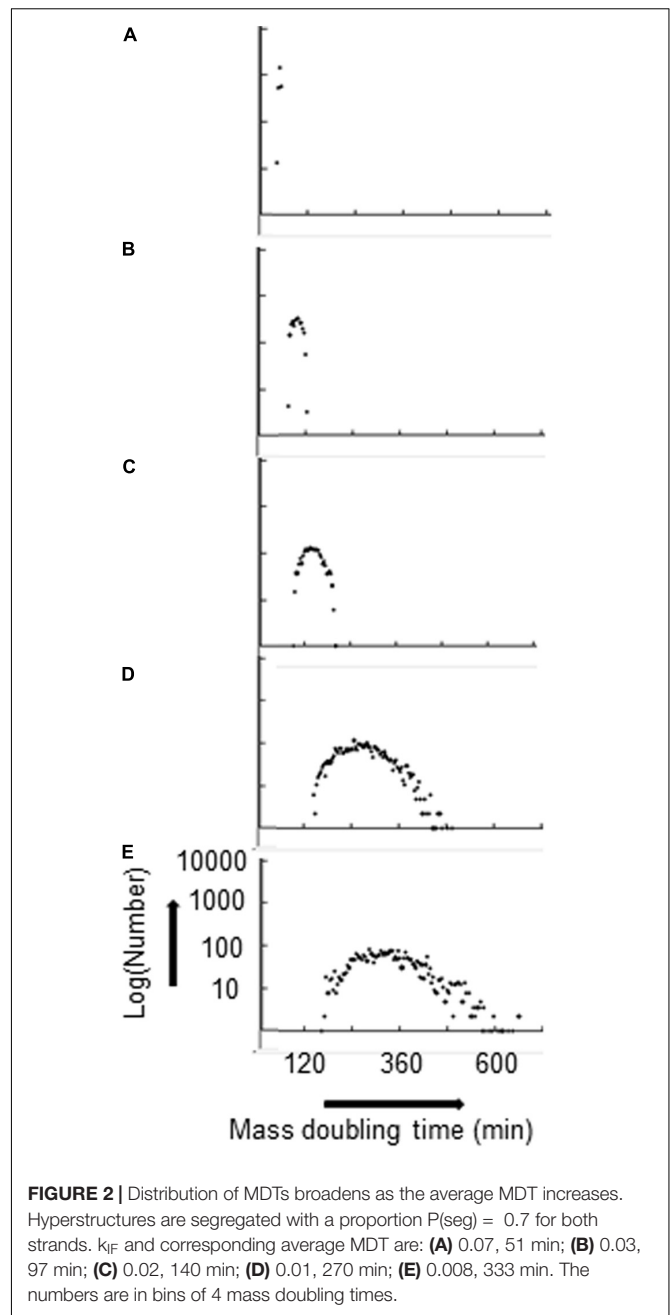 A
B
C
D
E
10000
1000
100
10
Log(Number)
120 360 600
Mass doubling time (min)
FIGURE 2 | Distribution of MDTs broadens as the average MDT increases.
Hyperstructures are segregated with a proportion P(seg) = 0.7 for both
strands. kIF and corresponding average MDT are: (A) 0.07, 51 min; (B) 0.03,
97 min; (C) 0.02, 140 min; (D) 0.01, 270 min; (E) 0.008, 333 min. The
numbers are in bins of 4 mass doubling times.